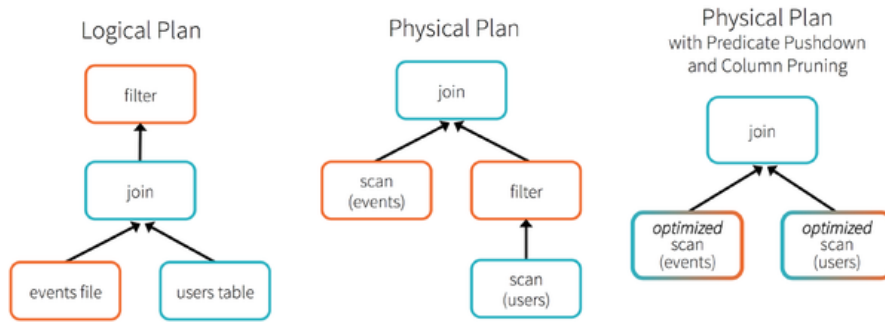 Logical Plan
filter
join
events file
users table
Physical Plan
join
scan
(events)
filter
scan
(users)
Physical Plan
with Predicate Pushdown
and Column Pruning
join
optimized
scan
(events)
optimized
scan
(users)